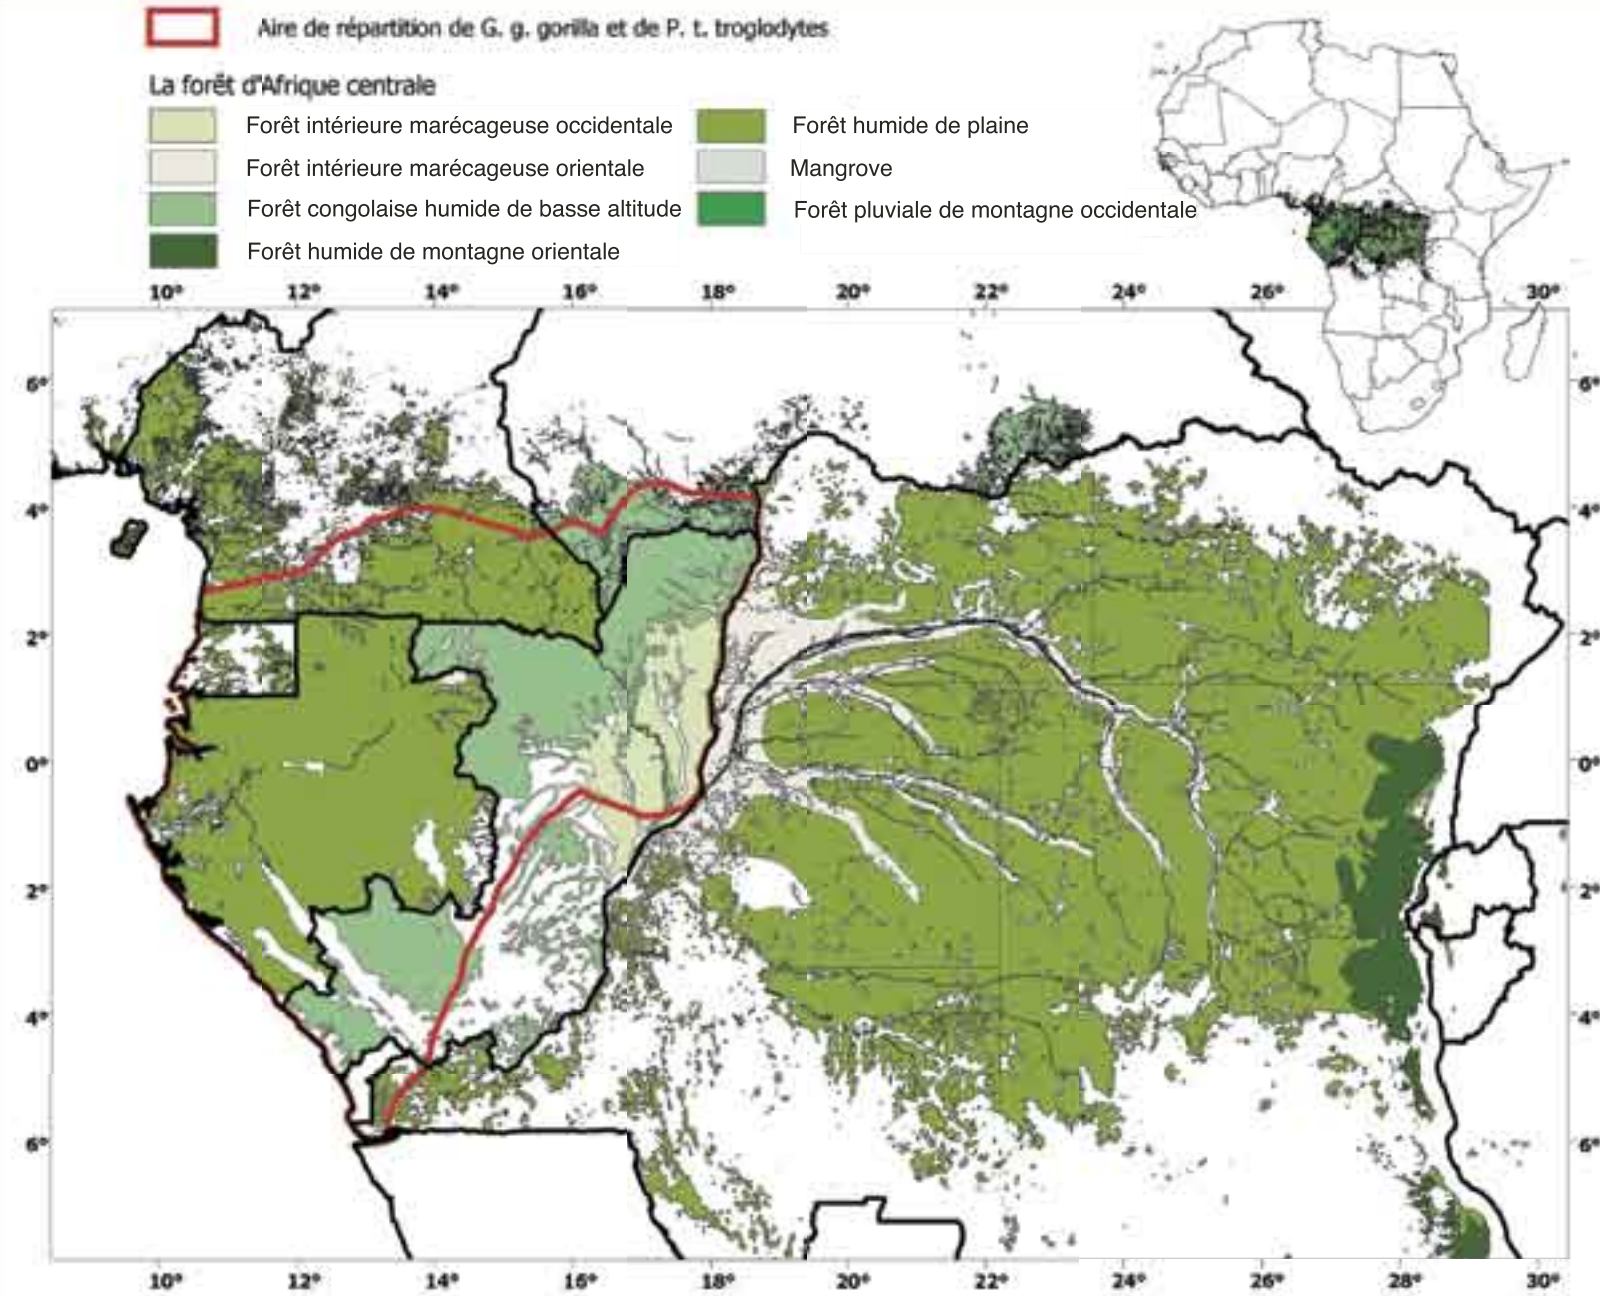 Aire de répartition de G. g. gorilla et de P. t. troglodytes
La forêt d'Afrique centrale
Forêt intérieure marécageuse occidentale
Forêt intérieure marécageuse orientale
Forêt congolaise humide de basse altitude
Forêt humide de montagne orientale
Forêt humide de plaine
Mangrove
Forêt pluviale de montagne occidentale
10° 12° 14° 16° 18° 20° 22° 24° 26° 30°
6° 6°
4° 4°
2° 2°
0° 0°
2° 2°
4° 4°
6° 6°
10° 12° 14° 16° 18° 20° 22° 24° 26° 28° 30°